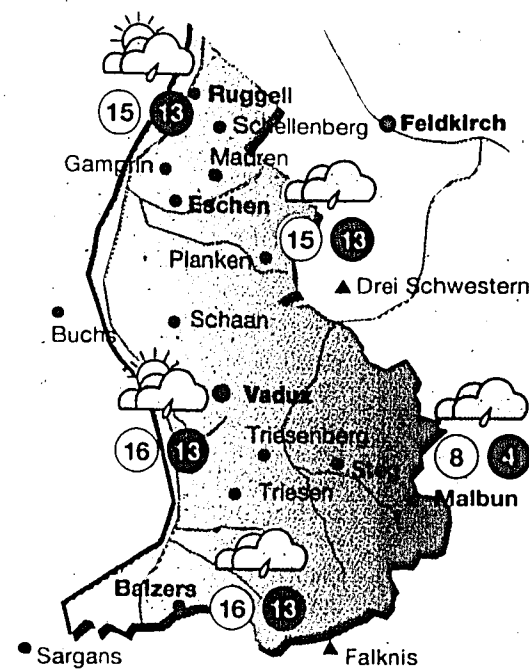 Ruggell
15 13
Schellenberg
Feldkirch
Gamprin
Mauren
Eschen
15 13
Planken
Drei Schwestern
Buchs
Schaan
Vaduz
16 13
Triesenberg
Steg
8 4
Triesen
Malbun
Balzers
16 13
Sargans
Falknis